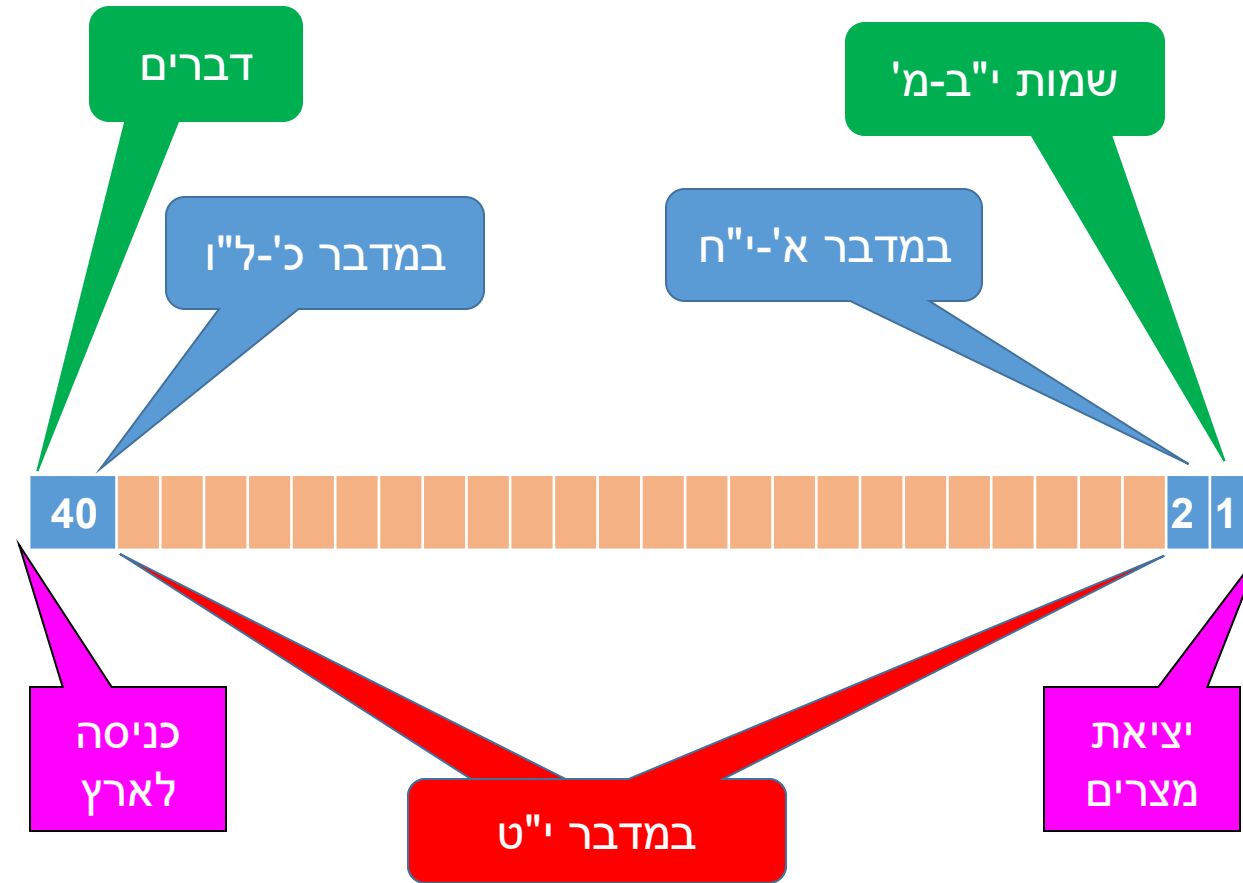 שמות י"ב-מ'
דברים
במדבר א'-י"ח
במדבר כ'-ל"ו
1
2
40
יציאת
מצרים
כניסה
לארץ
במדבר י"ט